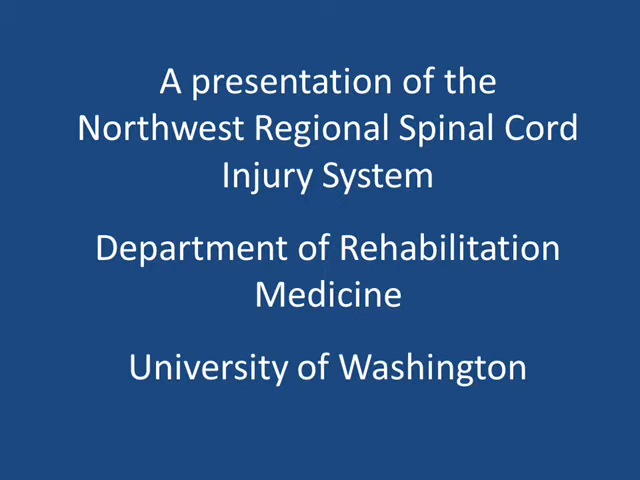 A presentation of the
Northwest Regional Spinal Cord
Injury System
Department of Rehabilitation
Medicine
University of Washington